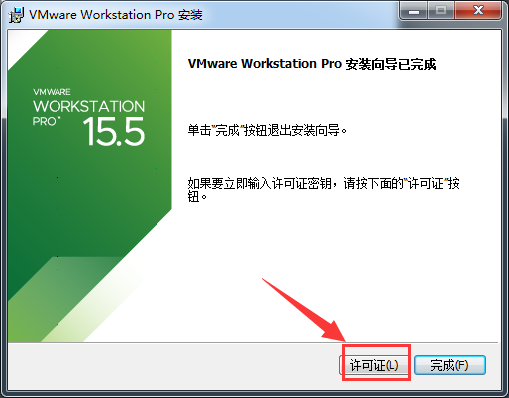 VMware Workstation Pro 安装
VMWARE
WORKSTATION
PRO™
15.5
VMware Workstation Pro 安装向导已完成
单击"完成"按钮退出安装向导。
如果要立即输入许可证密钥，请按下面的"许可证"按
钮。
许可证(L)
完成(F)